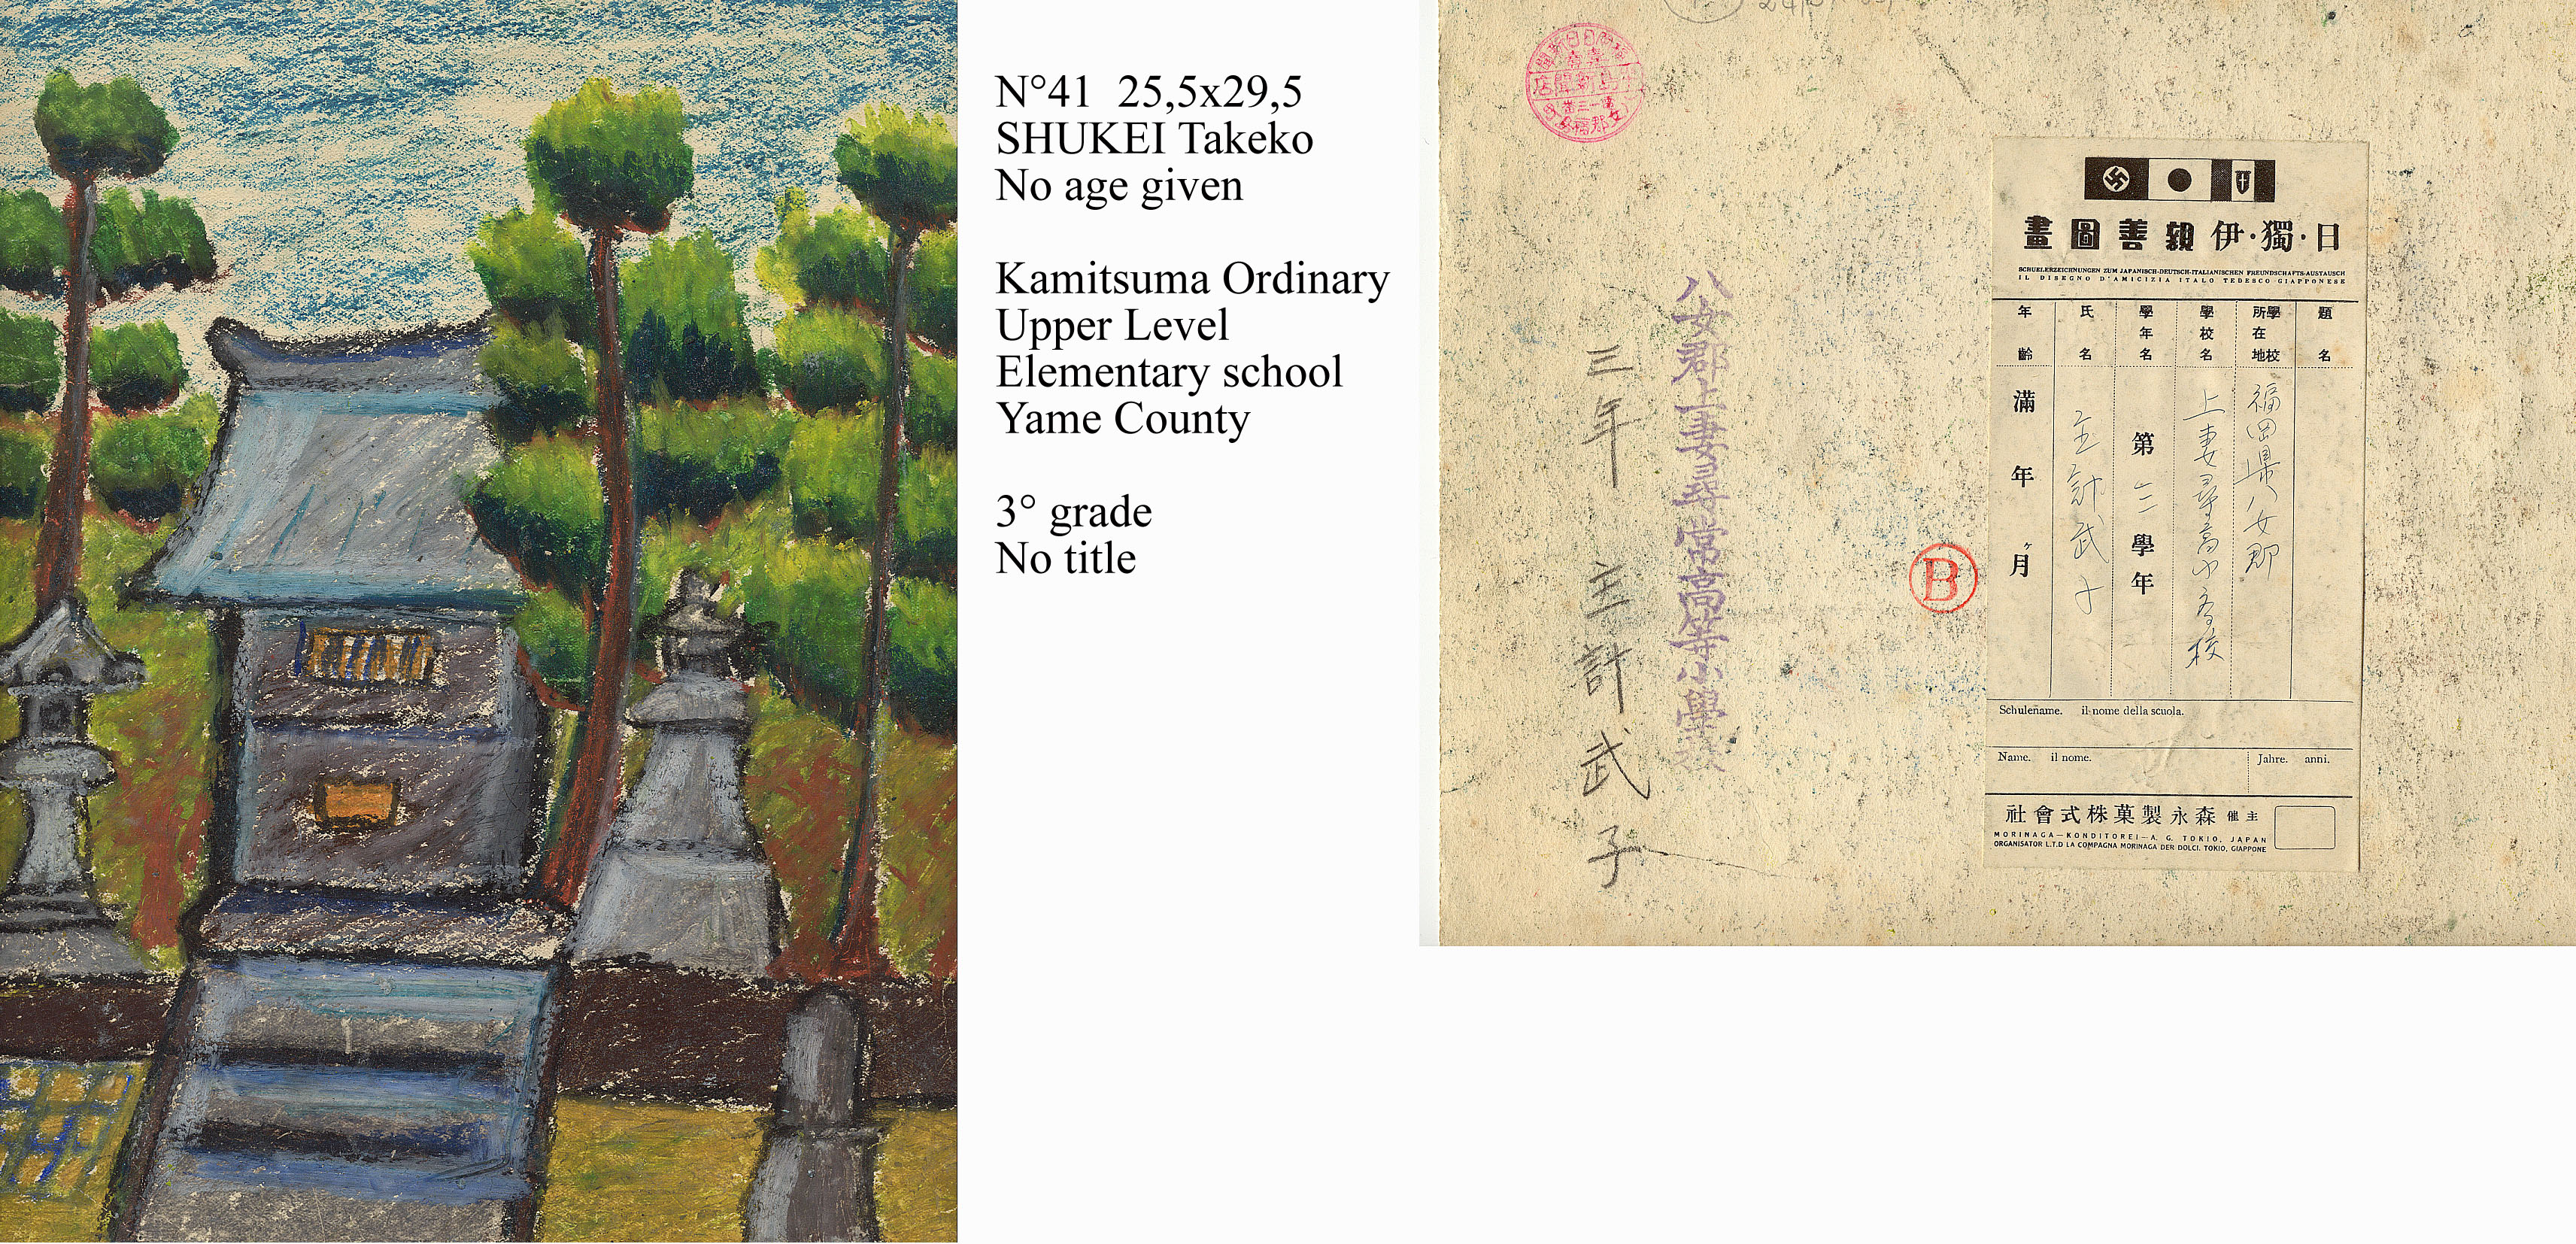 N°41 25,5x29,5
SHUKEI Takeko
No age given
Kamitsuma Ordinary
Upper Level
Elementary school
Yame County
3° grade
No title
八女郡上妻尋常高等小學校
三年 主計武子
B
日·獨·伊親善圖畫
SCHUELERZEICHNUNGEN ZUM JAPANISCH-DEUTSCH-ITALIANISCHEN FREUNDSCHAFTS-AUSTAUSCH
IL DISEGNO D'AMICIZIA ITALO TEDESCO GIAPPONESE
題名
學校所在地 福岡県八女郡
學校名 上妻尋高小學校
學年名 第三學年
氏名 主計武子
年齡 滿年ヶ月
Schulename. il nome della scuola.
Name. il nome. Jahre. anni.
主催 森永製菓株式會社
MORINAGA—KONDITOREI—A. G. TOKIO, JAPAN
ORGANISATOR L.T.D LA COMPAGNA MORINAGA DER DOLCI. TOKIO, GIAPPONE